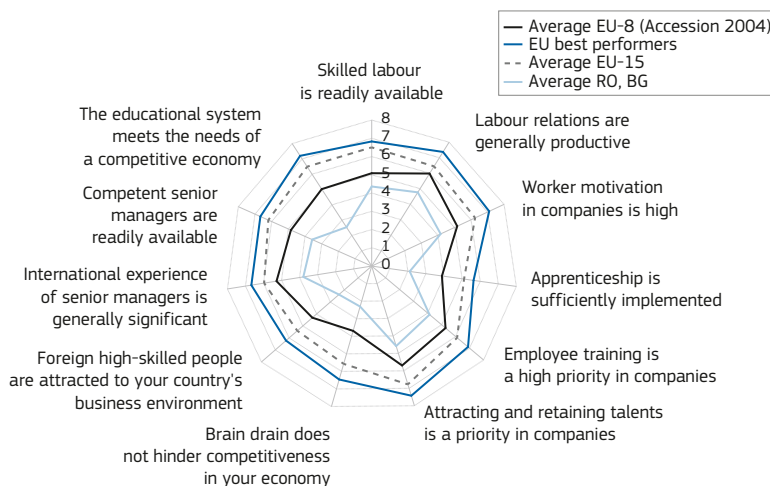 Average EU-8 (Accession 2004)
EU best performers
Average EU-15
Average RO, BG
Skilled labour
is readily available
Labour relations are
generally productive
Worker motivation
in companies is high
Apprenticeship is
sufficiently implemented
Employee training is
a high priority in companies
Attracting and retaining talents
is a priority in companies
Brain drain does
not hinder competitiveness
in your economy
Foreign high-skilled people
are attracted to your country's
business environment
International experience
of senior managers is
generally significant
Competent senior
managers are
readily available
The educational system
meets the needs of
a competitive economy
8
7
6
5
4
3
2
1
0